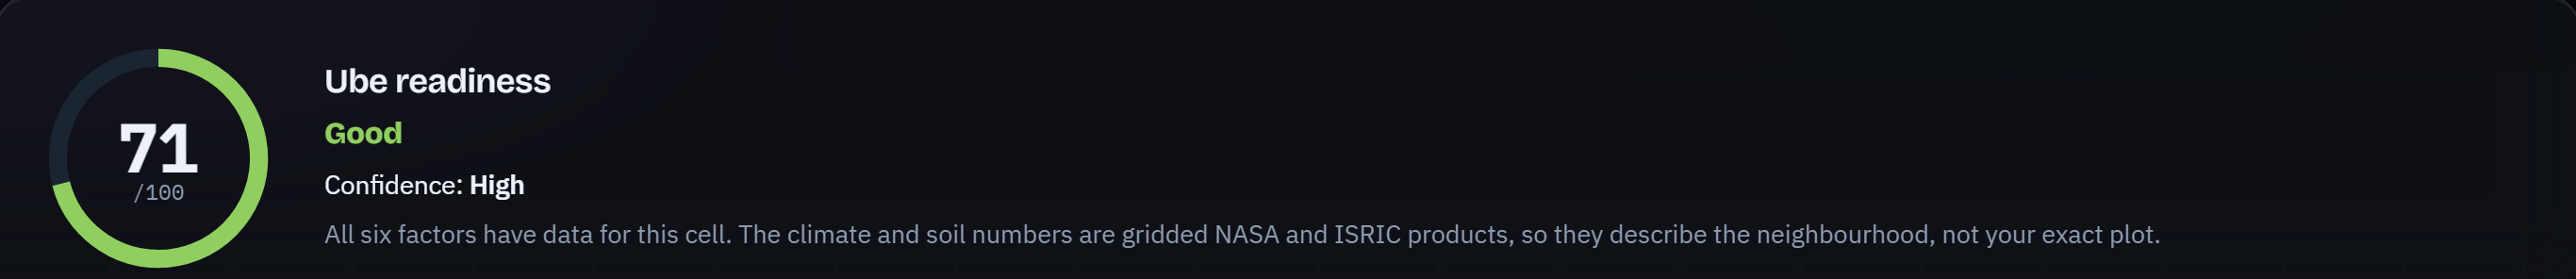 71
/100
Ube readiness
Good
Confidence: High
All six factors have data for this cell. The climate and soil numbers are gridded NASA and ISRIC products, so they describe the neighbourhood, not your exact plot.